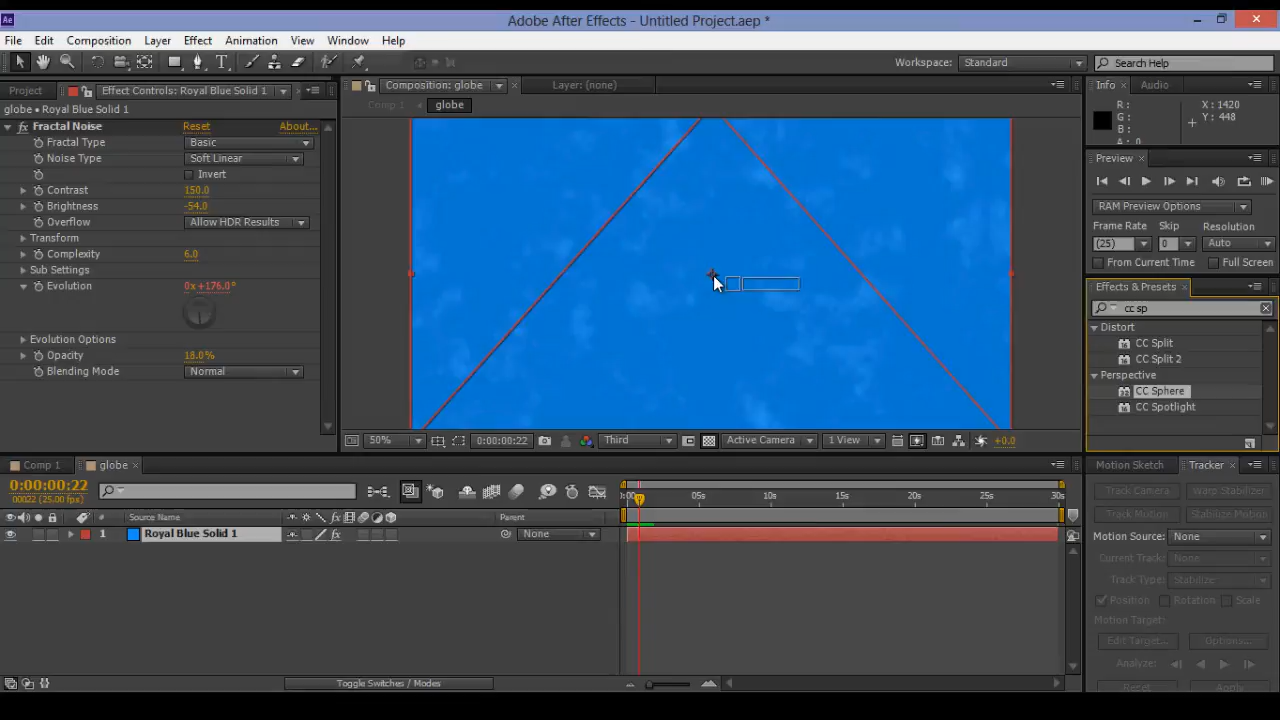 Ae
Adobe After Effects - Untitled Project.aep *
File Edit Composition Layer Effect Animation View Window Help
Workspace: Standard Search Help
Project Effect Controls: Royal Blue Solid 1
Composition: globe Layer: (none)
Info Audio
globe • Royal Blue Solid 1
Comp 1 globe
fx Fractal Noise Reset About...
Fractal Type Basic
Noise Type Soft Linear
Invert
Contrast 150.0
Brightness -54.0
Overflow Allow HDR Results
Transform
Complexity 6.0
Sub Settings
Evolution 0x +176.0°
Evolution Options
Opacity 18.0%
Blending Mode Normal
R :
G :
B :
X : 1420
Y : 448
Preview
RAM Preview Options
Frame Rate Skip Resolution
(25) 0 Auto
From Current Time Full Screen
Effects & Presets
cc sp
Distort
CC Split
CC Split 2
Perspective
CC Sphere
CC Spotlight
50% 0:00:00:22 Third Active Camera 1 View +0.0
Comp 1 globe
0:00:00:22
00022 (25.00 fps)
05s 10s 15s 20s 25s 30s
# Source Name fx Parent
1 Royal Blue Solid 1 fx None
Toggle Switches / Modes
Motion Sketch Tracker
Track Camera Warp Stabilizer
Track Motion Stabilize Motion
Motion Source: None
Current Track: None
Track Type: Stabilize
Position Rotation Scale
Motion Target:
Edit Target... Options...
Analyze:
Reset Apply